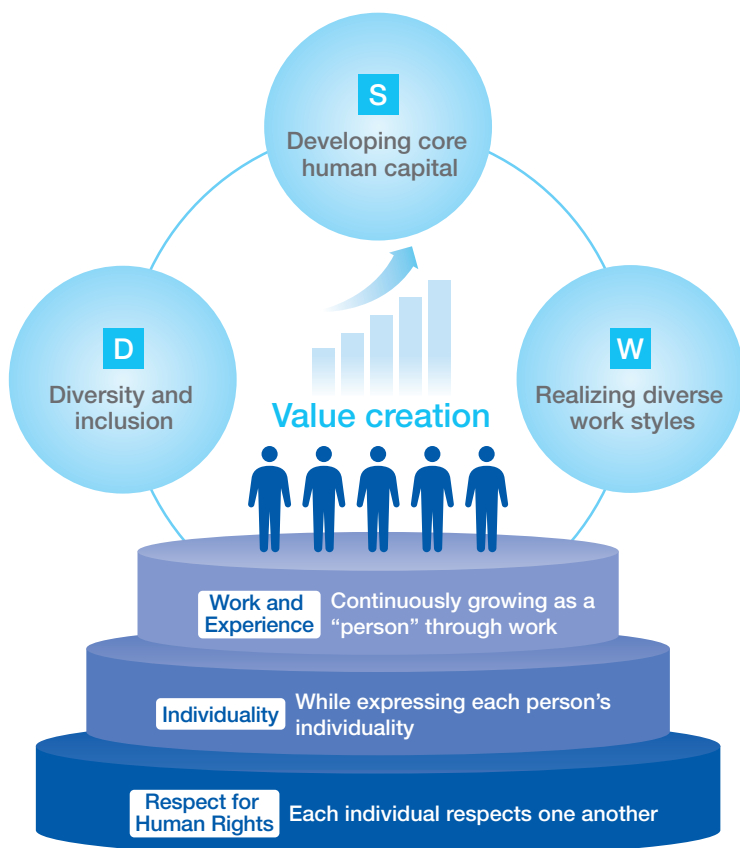 S
Developing core
human capital
D
Diversity and
inclusion
W
Realizing diverse
work styles
Value creation
Work and
Experience
Continuously growing as a
“person” through work
Individuality
While expressing each person’s
individuality
Respect for
Human Rights
Each individual respects one another